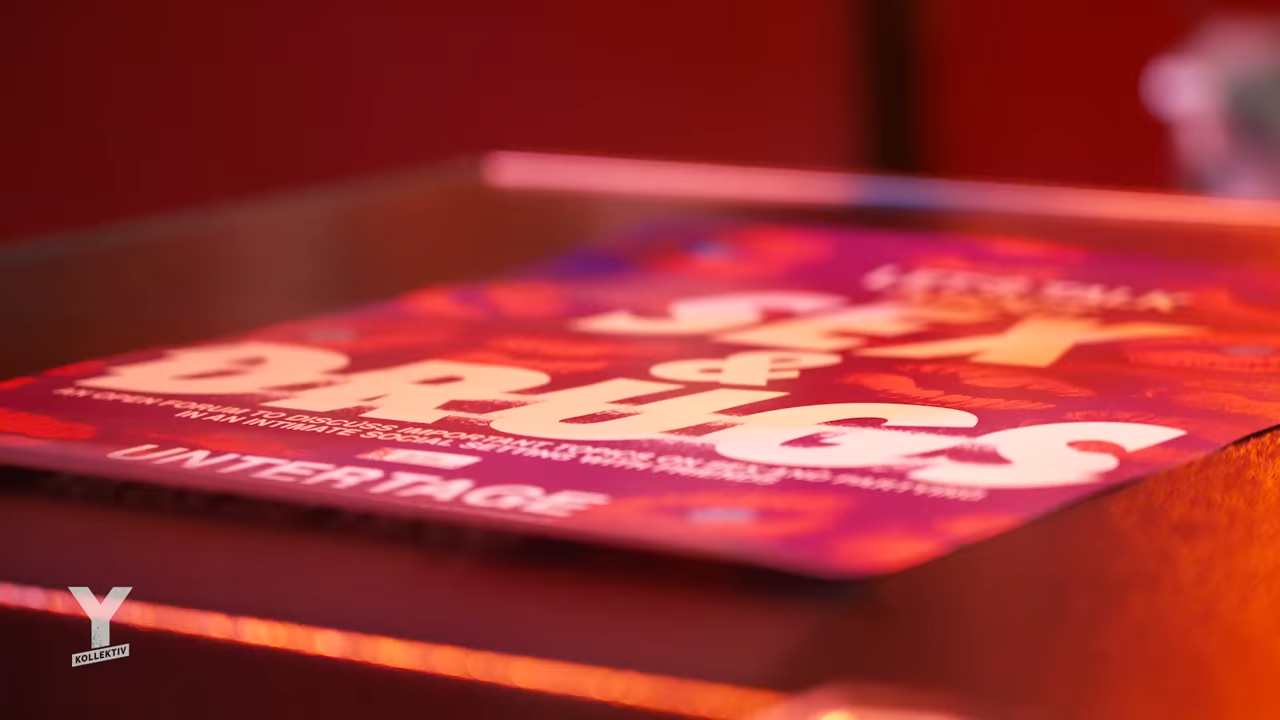 LET'S TALK
SEX
&
DRUGS
AN OPEN FORUM TO DISCUSS IMPORTANT TOPICS IN SEX AND PARTYING
IN AN INTIMATE SOCIAL SETTING WITH FRIENDS
UNTERTAGE
Y
KOLLEKTIV